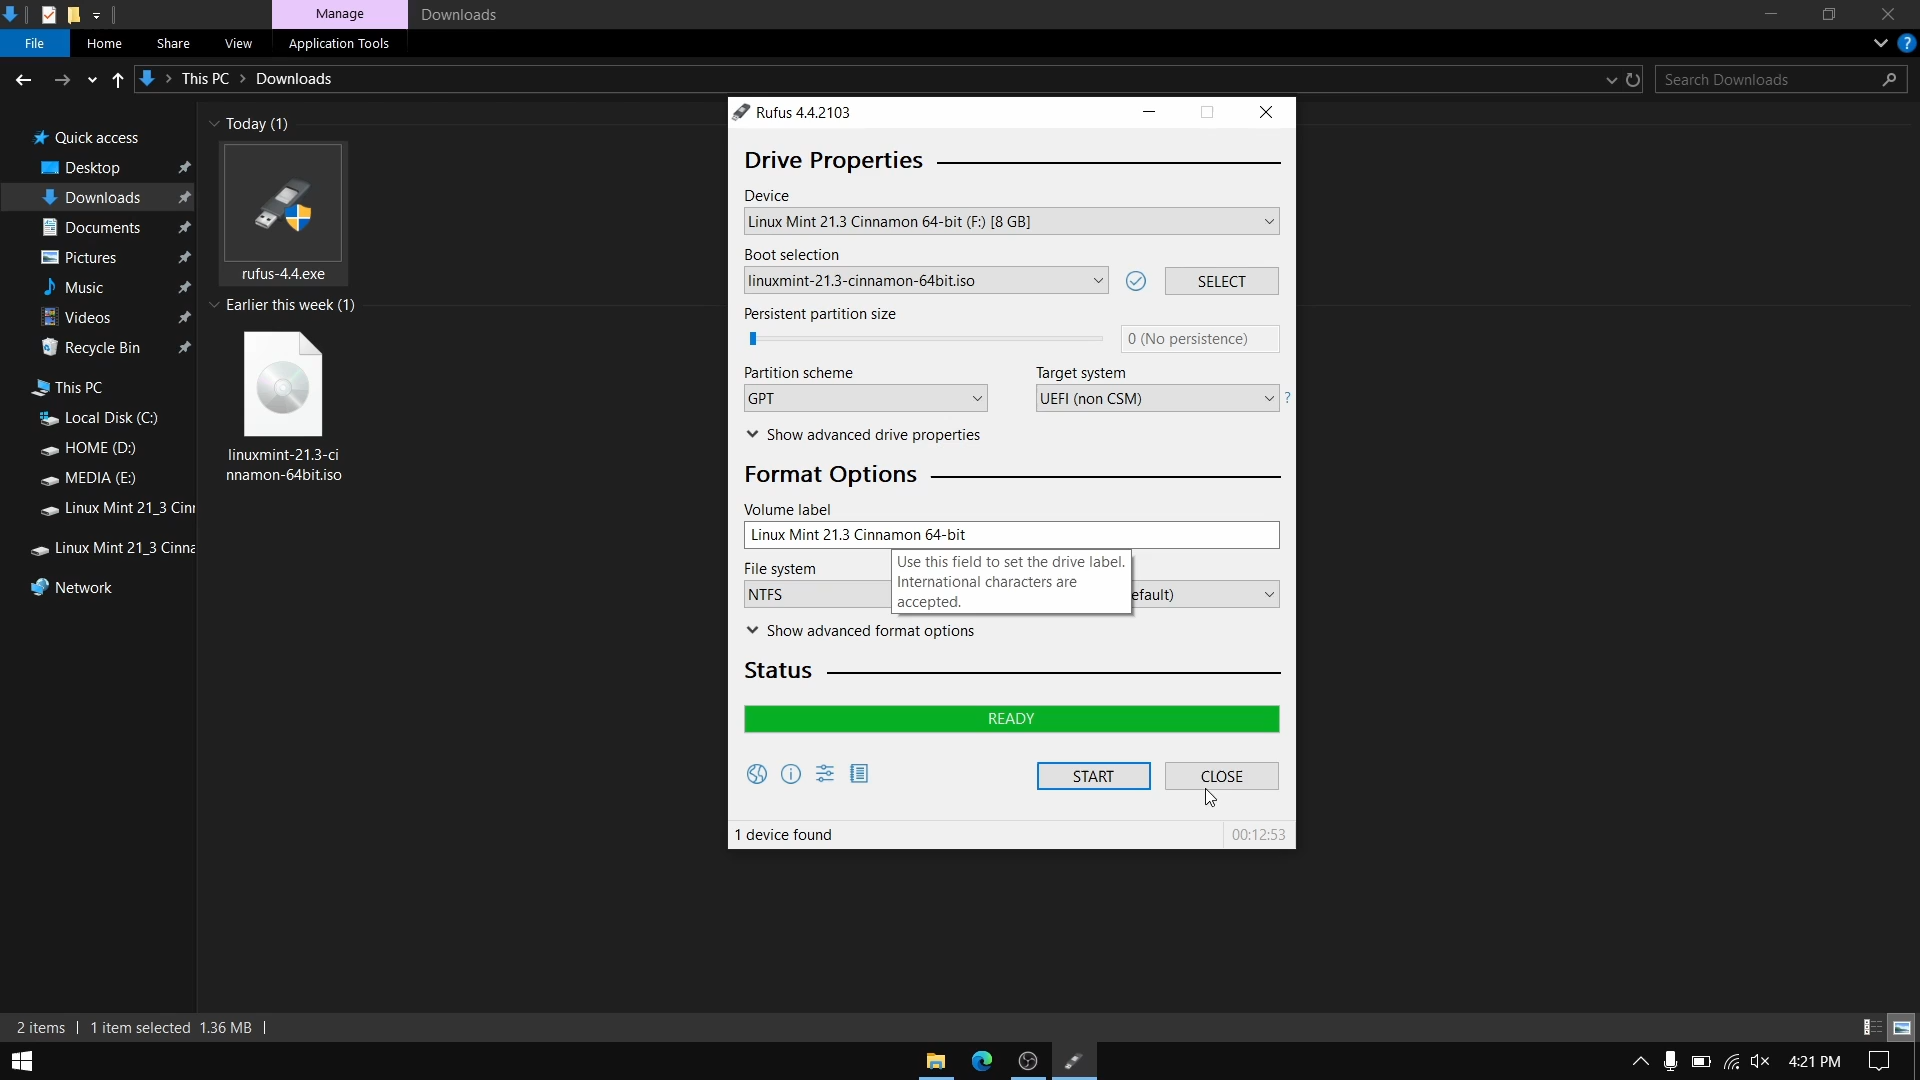 Manage
Downloads
File
Home
Share
View
Application Tools
?
This PC
Downloads
Search Downloads
Quick access
Desktop
Downloads
Documents
Pictures
Music
Videos
Recycle Bin
This PC
Local Disk (C:)
HOME (D:)
MEDIA (E:)
Linux Mint 21_3 Cinn
Linux Mint 21_3 Cinna
Network
Today (1)
rufus-4.4.exe
Earlier this week (1)
linuxmint-21.3-ci
nnamon-64bit.iso
Rufus 4.4.2103
Drive Properties
Device
Linux Mint 21.3 Cinnamon 64-bit (F:) [8 GB]
Boot selection
linuxmint-21.3-cinnamon-64bit.iso
SELECT
Persistent partition size
0 (No persistence)
Partition scheme
Target system
GPT
UEFI (non CSM)
?
Show advanced drive properties
Format Options
Volume label
Linux Mint 21.3 Cinnamon 64-bit
File system
NTFS
Use this field to set the drive label.
International characters are
accepted.
efault)
Show advanced format options
Status
READY
START
CLOSE
1 device found
00:12:53
2 items
1 item selected 1.36 MB
4:21 PM